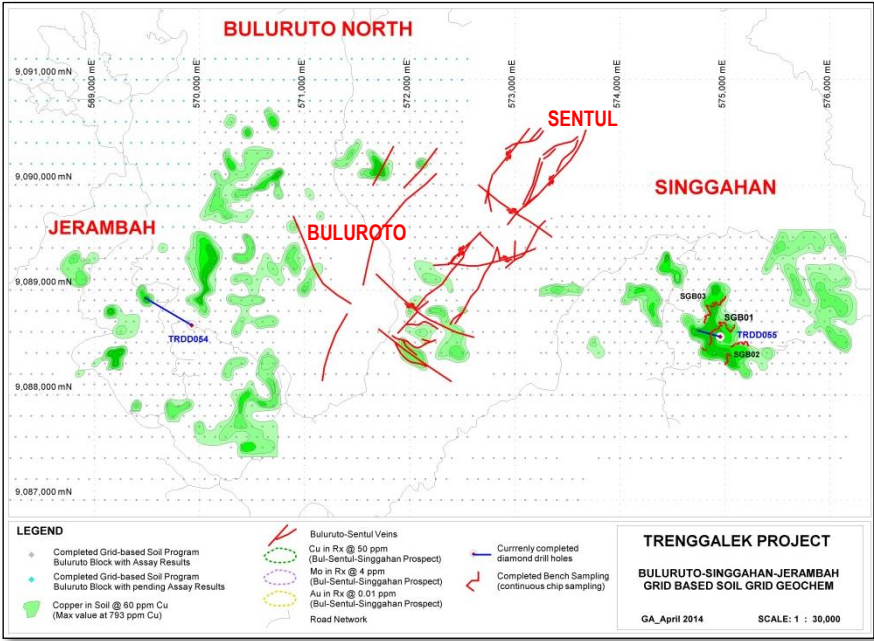 BULURUTO NORTH
9,091,000 mN
569,000 mE
570,000 mE
571,000 mE
572,000 mE
573,000 mE
574,000 mE
575,000 mE
576,000 mE
SENTUL
9,090,000 mN
SINGGAHAN
JERAMBAH
BULUROTO
9,089,000 mN
SGB03
SGB01
TRDD054
TRDD055
SGB02
9,088,000 mN
9,087,000 mN
LEGEND
Completed Grid-based Soil Program
Buluruto Block with Assay Results
Completed Grid-based Soil Program
Buluruto Block with pending Assay Results
Copper in Soil @ 60 ppm Cu
(Max value at 793 ppm Cu)
Buluruto-Sentul Veins
Cu in Rx @ 50 ppm
(Bul-Sentul-Singgahan Prospect)
Mo in Rx @ 4 ppm
(Bul-Sentul-Singgahan Prospect)
Au in Rx @ 0.01 ppm
(Bul-Sentul-Singgahan Prospect)
Road Network
Currrenly completed
diamond drill holes
Completed Bench Sampling
(continuous chip sampling)
TRENGGALEK PROJECT
BULURUTO-SINGGAHAN-JERAMBAH
GRID BASED SOIL GRID GEOCHEM
GA_April 2014
SCALE: 1 : 30,000